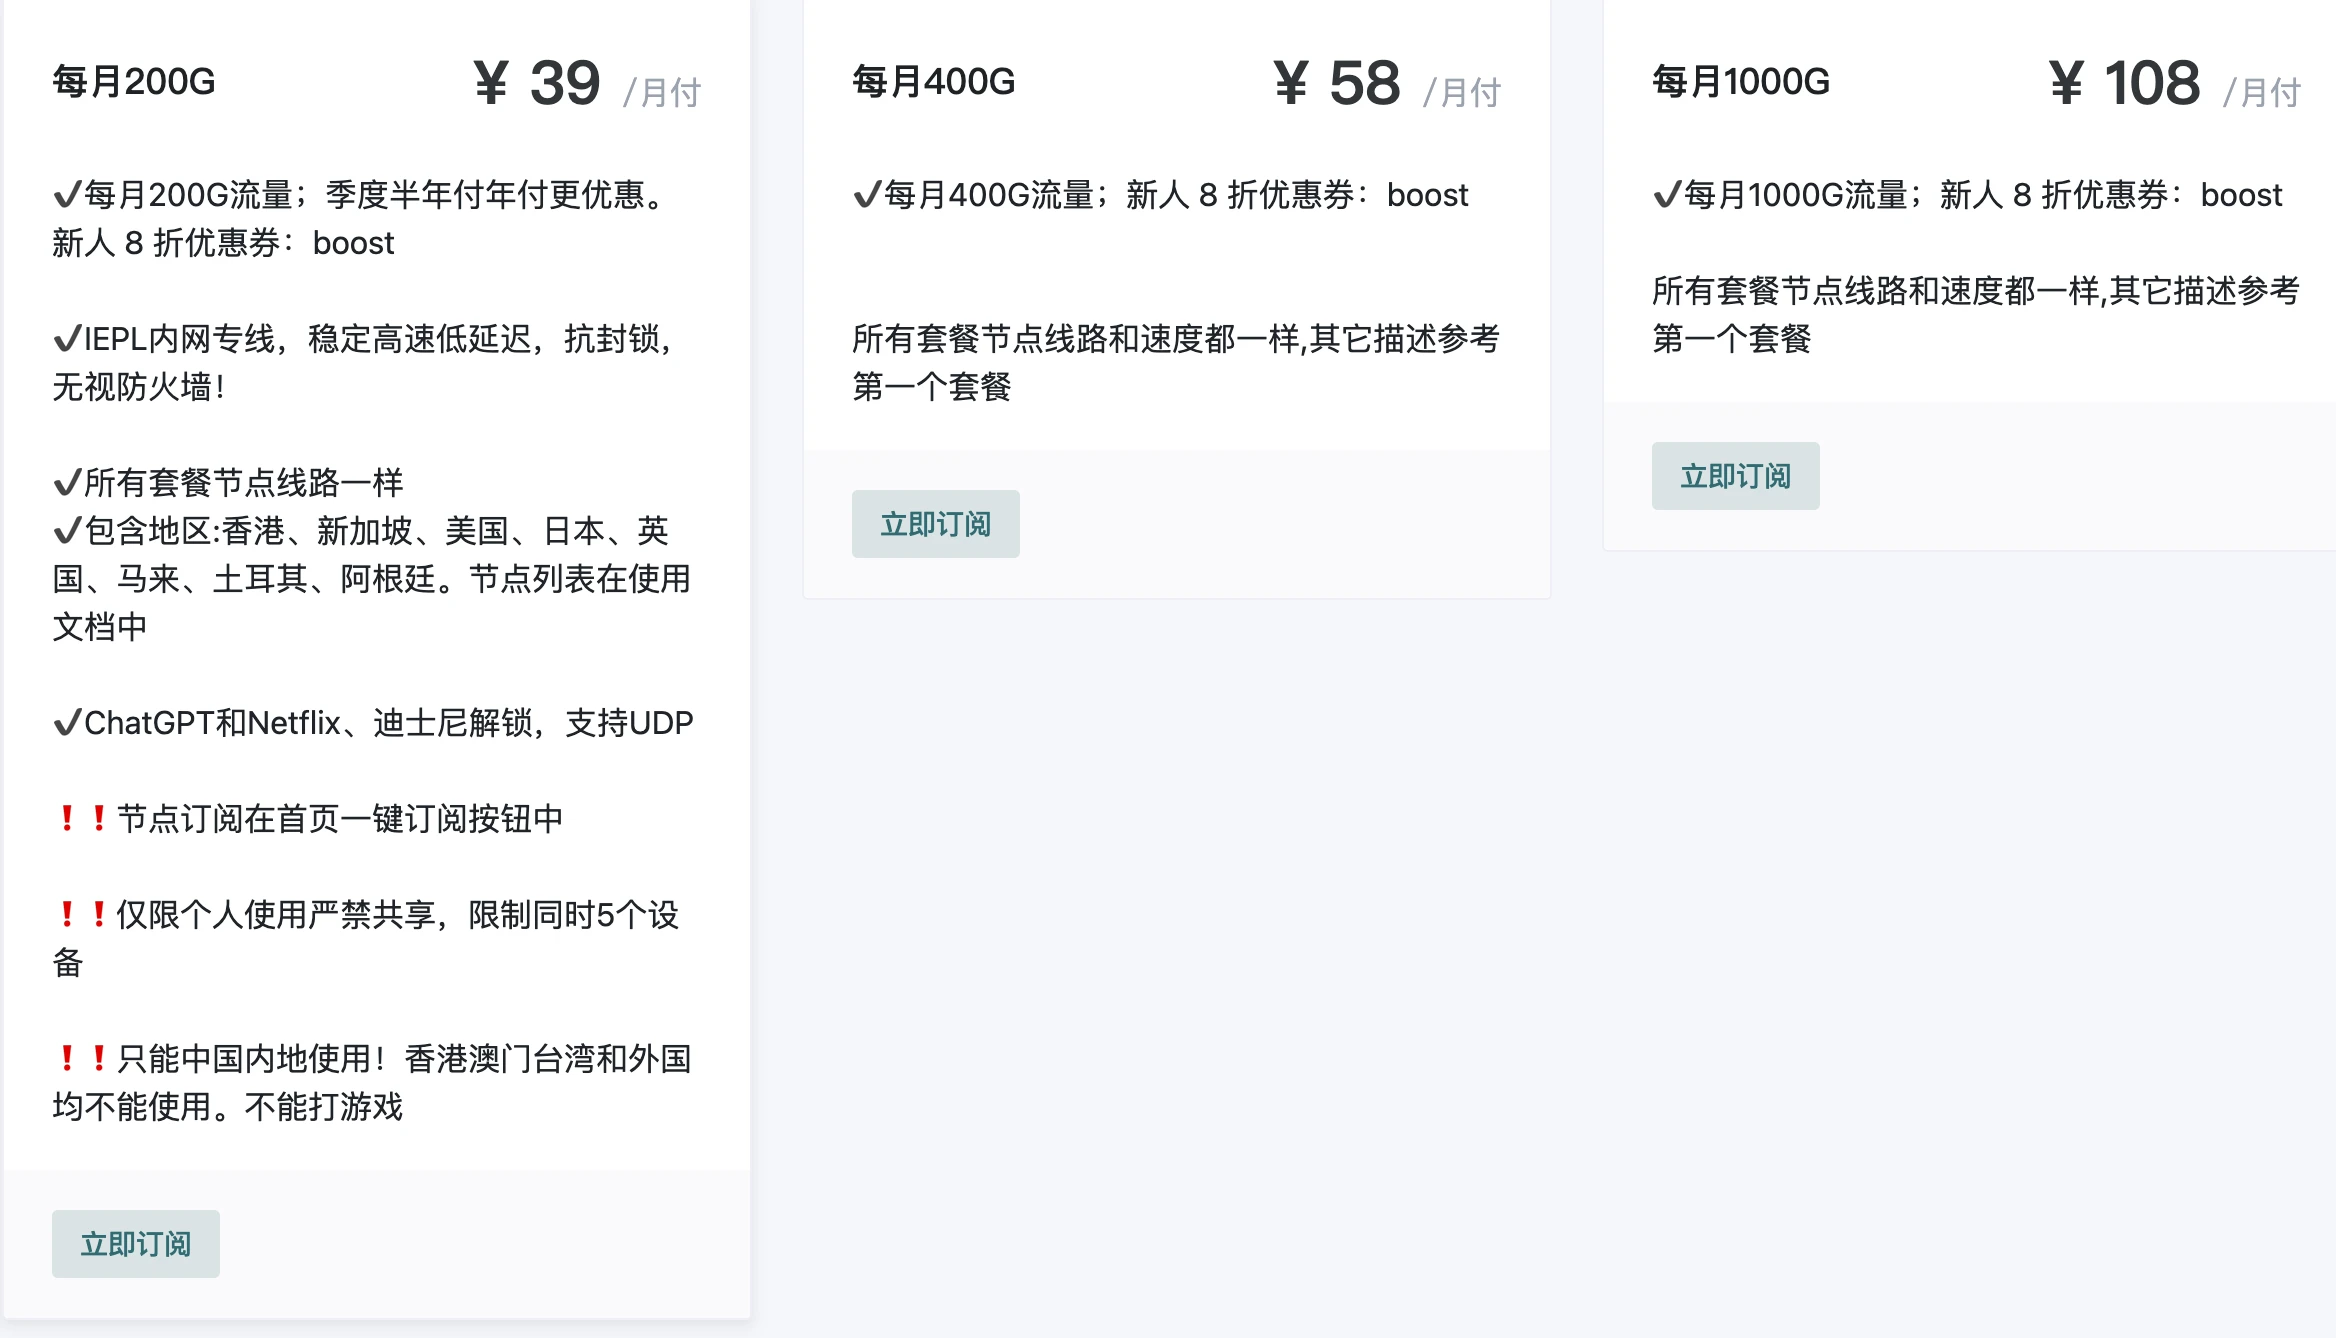 每月200G
¥ 39 /月付
✔每月200G流量；季度半年付年付更优惠。
新人 8 折优惠券：boost
✔IEPL内网专线，稳定高速低延迟，抗封锁，
无视防火墙！
✔所有套餐节点线路一样
✔包含地区:香港、新加坡、美国、日本、英
国、马来、土耳其、阿根廷。节点列表在使用
文档中
✔ChatGPT和Netflix、迪士尼解锁，支持UDP
❗❗节点订阅在首页一键订阅按钮中
❗❗仅限个人使用严禁共享，限制同时5个设
备
❗❗只能中国内地使用！香港澳门台湾和外国
均不能使用。不能打游戏
立即订阅
每月400G
¥ 58 /月付
✔每月400G流量；新人 8 折优惠券：boost
所有套餐节点线路和速度都一样,其它描述参考
第一个套餐
立即订阅
每月1000G
¥ 108 /月付
✔每月1000G流量；新人 8 折优惠券：boost
所有套餐节点线路和速度都一样,其它描述参考
第一个套餐
立即订阅